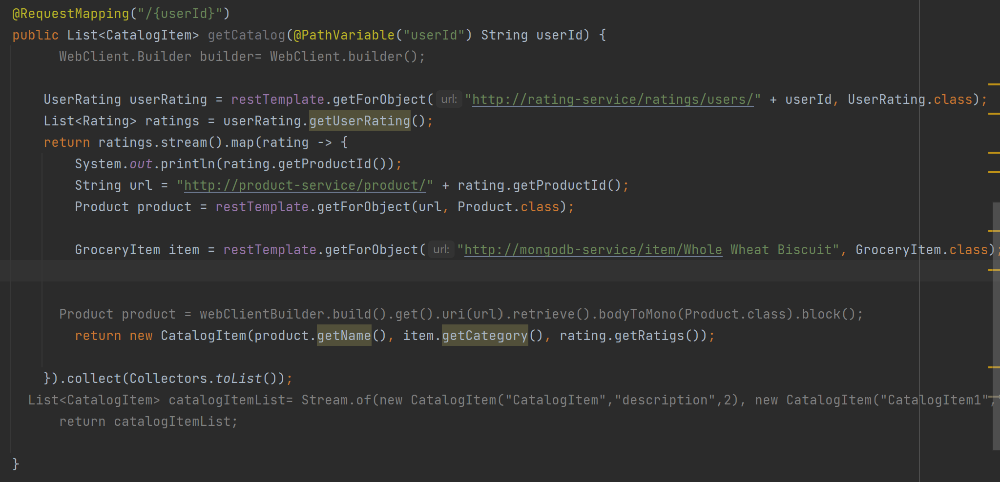 @RequestMapping("/{userId}")
public List<CatalogItem> getCatalog(@PathVariable("userId") String userId) {
WebClient.Builder builder= WebClient.builder();
UserRating userRating = restTemplate.getForObject( url: "http://rating-service/ratings/users/" + userId, UserRating.class);
List<Rating> ratings = userRating.getUserRating();
return ratings.stream().map(rating -> {
System.out.println(rating.getProductId());
String url = "http://product-service/product/" + rating.getProductId();
Product product = restTemplate.getForObject(url, Product.class);
GroceryItem item = restTemplate.getForObject( url: "http://mongodb-service/item/Whole Wheat Biscuit", GroceryItem.class);
Product product = webClientBuilder.build().get().uri(url).retrieve().bodyToMono(Product.class).block();
return new CatalogItem(product.getName(), item.getCategory(), rating.getRatigs());
}).collect(Collectors.toList());
List<CatalogItem> catalogItemList= Stream.of(new CatalogItem("CatalogItem","description",2), new CatalogItem("CatalogItem1","
return catalogItemList;
}